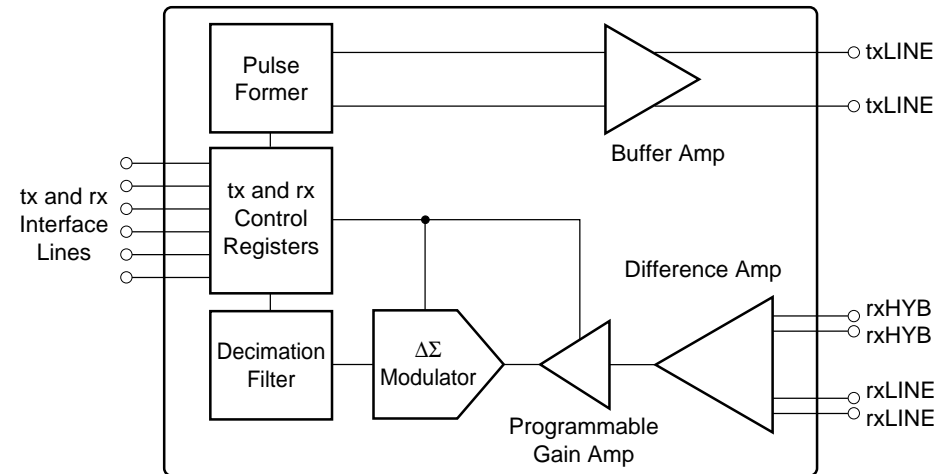 Pulse
Former
txLINE
txLINE
Buffer Amp
tx and rx
Interface
Lines
tx and rx
Control
Registers
Difference Amp
rxHYB
rxHYB
Decimation
Filter
ΔΣ
Modulator
rxLINE
rxLINE
Programmable
Gain Amp